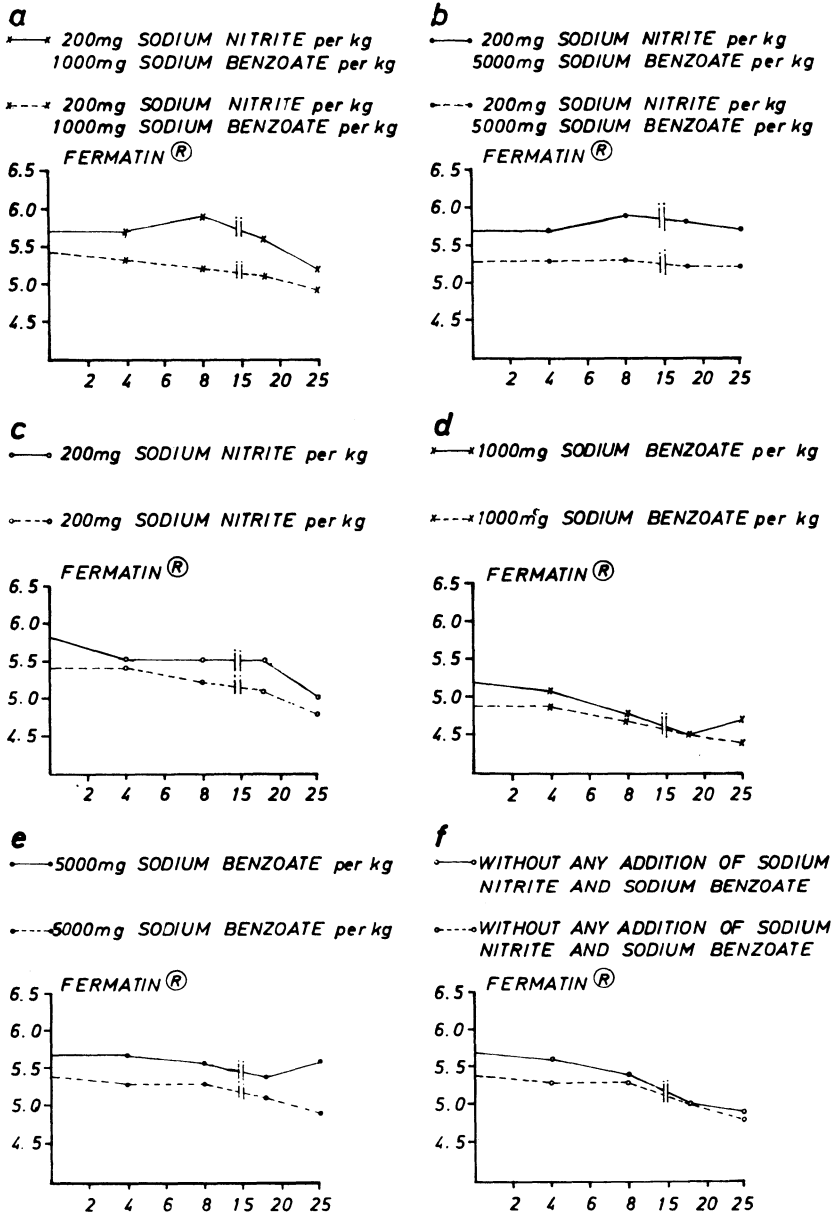 a
200mg SODIUM NITRITE per kg
1000mg SODIUM BENZOATE per kg
200mg SODIUM NITRITE per kg
1000mg SODIUM BENZOATE per kg
FERMATIN ®
6.5
6.0
5.5
5.0
4.5
2 4 8 15 20 25
b
200mg SODIUM NITRITE per kg
5000mg SODIUM BENZOATE per kg
200mg SODIUM NITRITE per kg
5000mg SODIUM BENZOATE per kg
FERMATIN ®
6.5
6.0
5.5
5.0
4.5
2 4 8 15 20 25
c
200mg SODIUM NITRITE per kg
200mg SODIUM NITRITE per kg
FERMATIN ®
6.5
6.0
5.5
5.0
4.5
2 4 8 15 20 25
d
1000mg SODIUM BENZOATE per kg
1000mg SODIUM BENZOATE per kg
FERMATIN ®
6.5
6.0
5.5
5.0
4.5
2 4 8 15 20 25
e
5000mg SODIUM BENZOATE per kg
5000mg SODIUM BENZOATE per kg
FERMATIN ®
6.5
6.0
5.5
5.0
4.5
2 4 8 15 20 25
f
WITHOUT ANY ADDITION OF SODIUM
NITRITE AND SODIUM BENZOATE
WITHOUT ANY ADDITION OF SODIUM
NITRITE AND SODIUM BENZOATE
FERMATIN ®
6.5
6.0
5.5
5.0
4.5
2 4 8 15 20 25